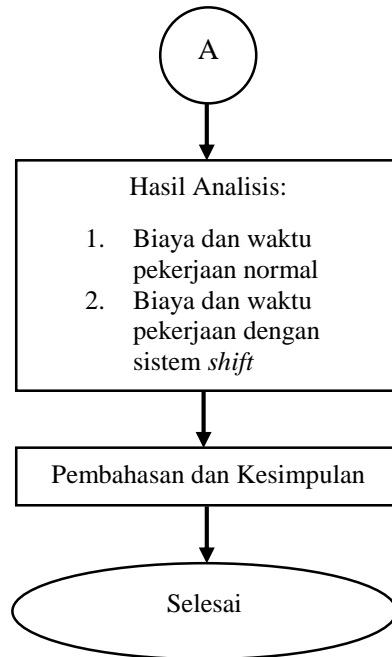 A
Hasil Analisis:
1. Biaya dan waktu
pekerjaan normal
2. Biaya dan waktu
pekerjaan dengan
sistem shift
Pembahasan dan Kesimpulan
Selesai